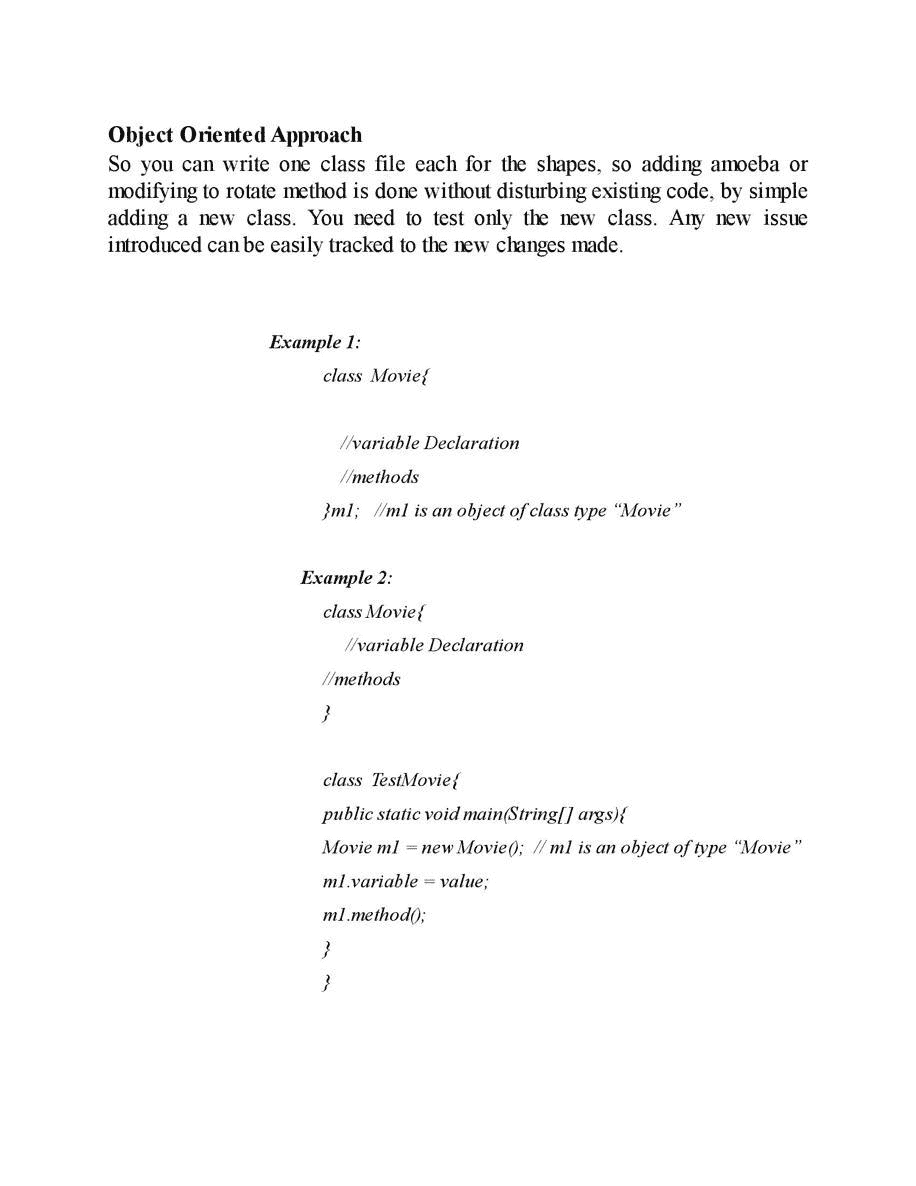 Object Oriented Approach
So you can write one class file each for the shapes, so adding amoeba or
modifying to rotate method is done without disturbing existing code, by simple
adding a new class. You need to test only the new class. Any new issue
introduced can be easily tracked to the new changes made.
Example 1:
class Movie{
//variable Declaration
//methods
}m1; //m1 is an object of class type “Movie”
Example 2:
class Movie{
//variable Declaration
//methods
}
class TestMovie{
public static void main(String[] args){
Movie m1 = new Movie(); // m1 is an object of type “Movie”
m1.variable = value;
m1.method();
}
}